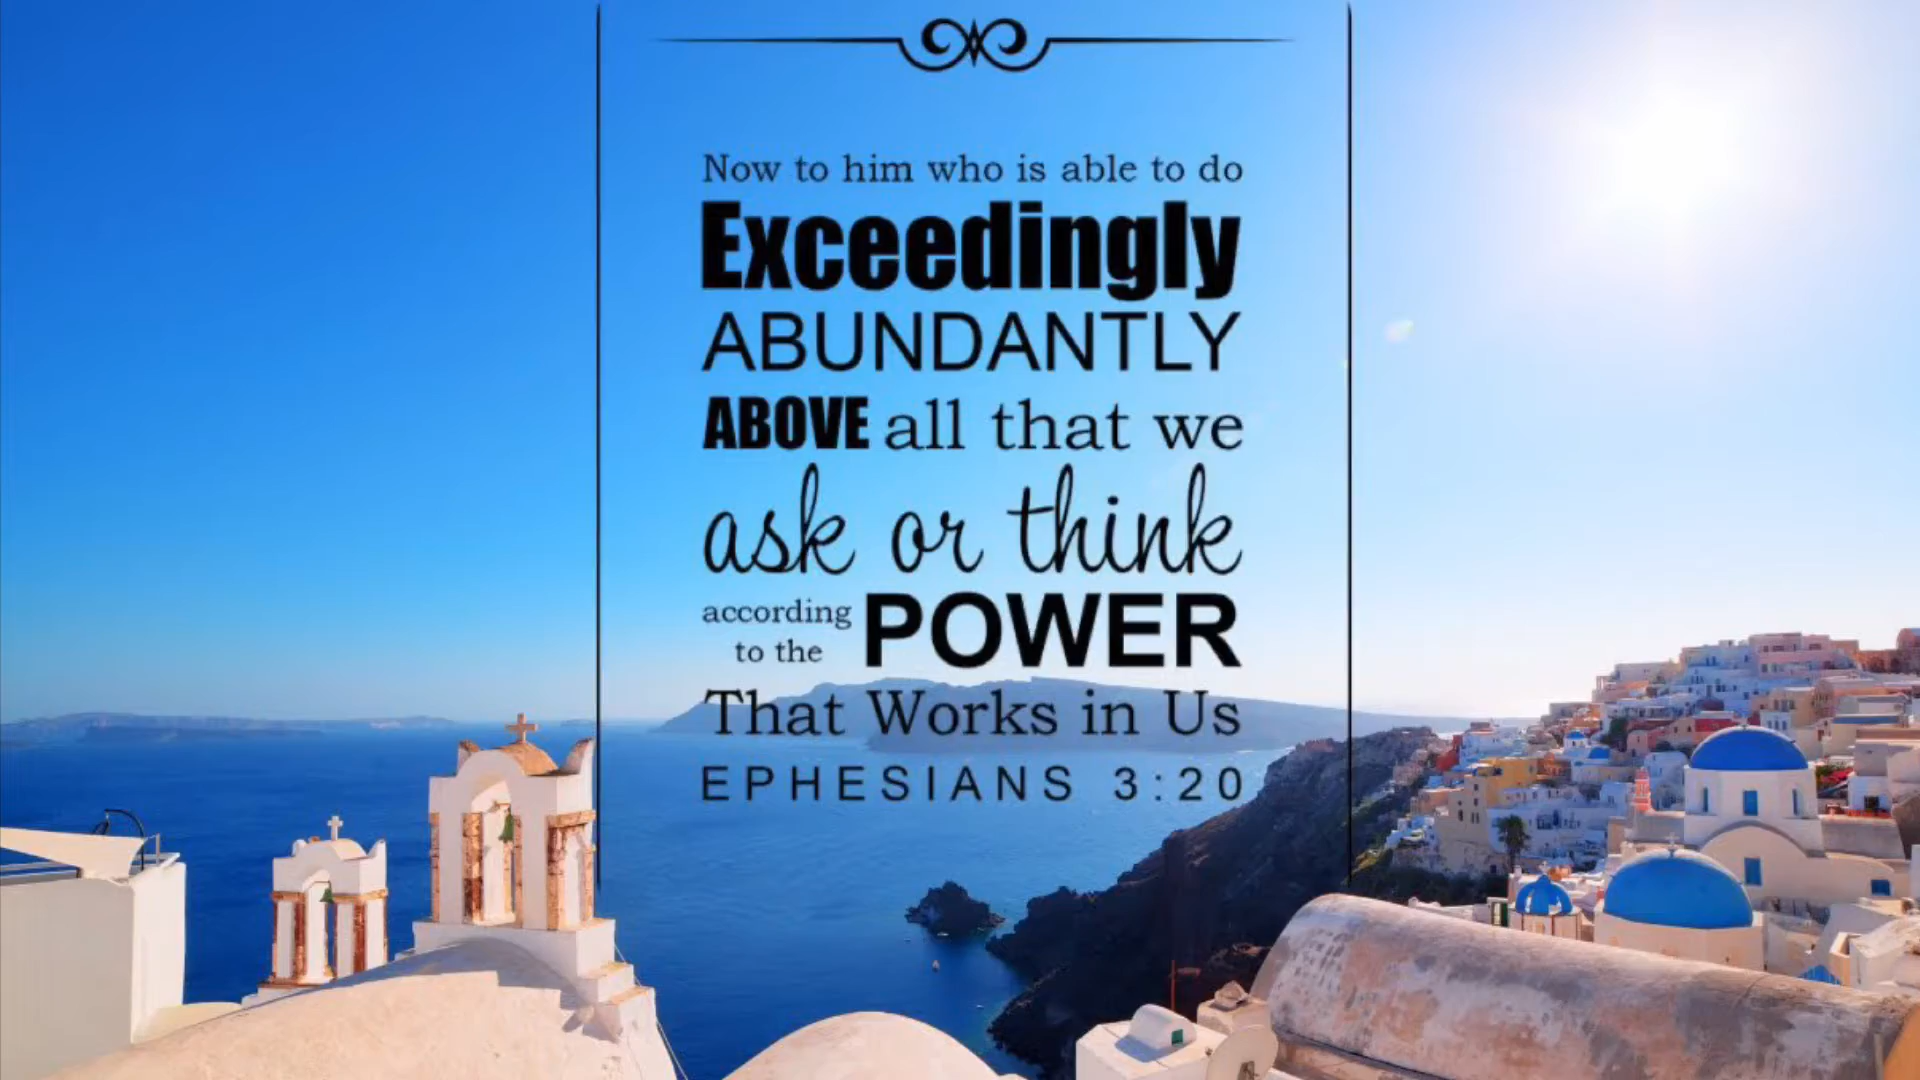 Now to him who is able to do
Exceedingly
ABUNDANTLY
ABOVE all that we
ask or think
according
to the POWER
That Works in Us
EPHESIANS 3:20